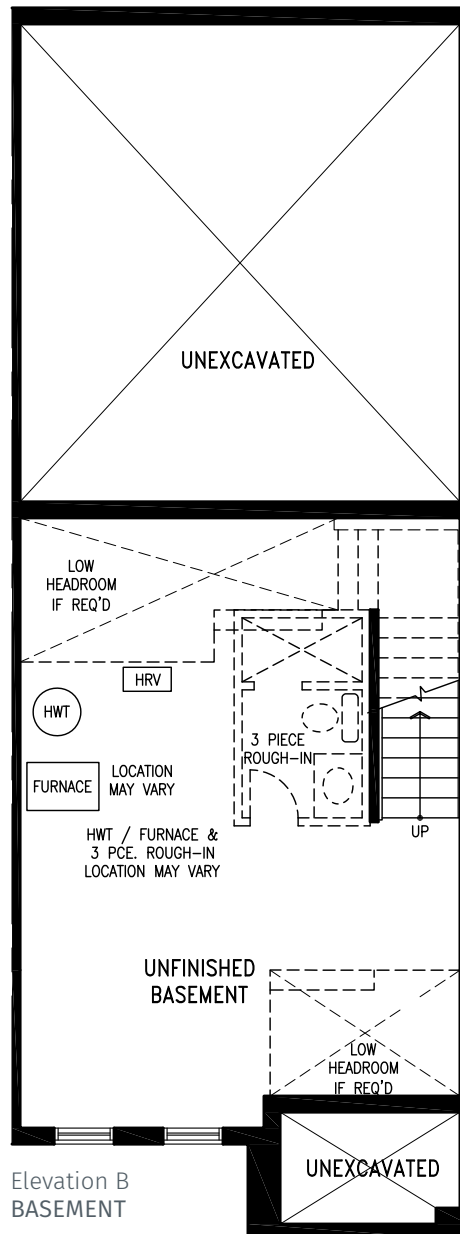 UNEXCAVATED
LOW
HEADROOM
IF REQ'D
HRV
HWT
3 PIECE
ROUGH-IN
FURNACE
LOCATION
MAY VARY
UP
HWT / FURNACE &
3 PCE. ROUGH-IN
LOCATION MAY VARY
UNFINISHED
BASEMENT
LOW
HEADROOM
IF REQ'D
UNEXCAVATED
Elevation B
BASEMENT